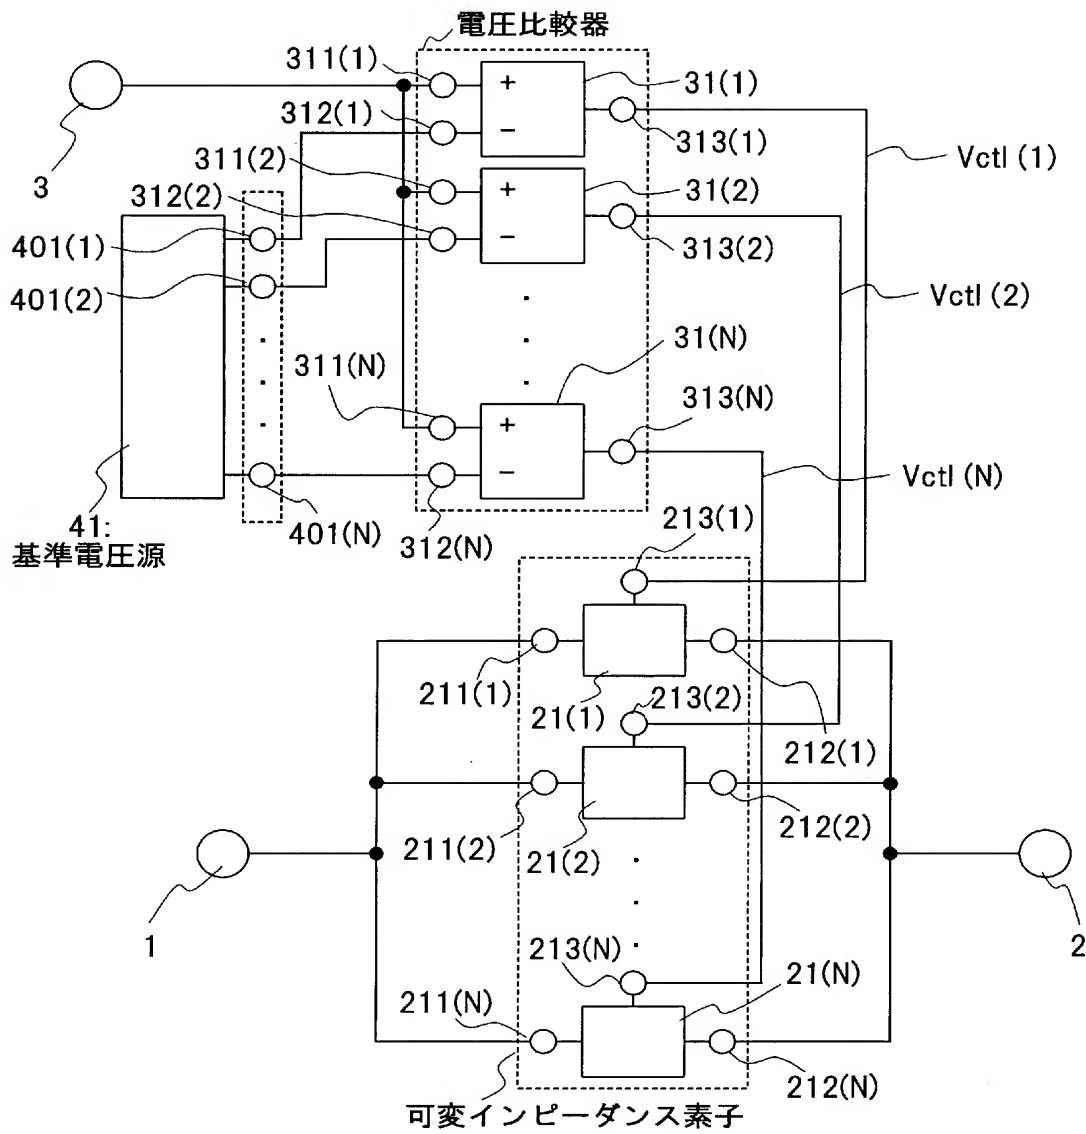 電圧比較器
311(1)
+
31(1)
3
312(1)
−
313(1)
Vctl (1)
311(2)
+
31(2)
312(2)
−
313(2)
401(1)
401(2)
Vctl (2)
31(N)
311(N)
+
313(N)
−
Vctl (N)
41:
基準電圧源
401(N)
312(N)
213(1)
211(1)
21(1)
213(2)
212(1)
211(2)
21(2)
212(2)
1
2
213(N)
21(N)
211(N)
212(N)
可変インピーダンス素子